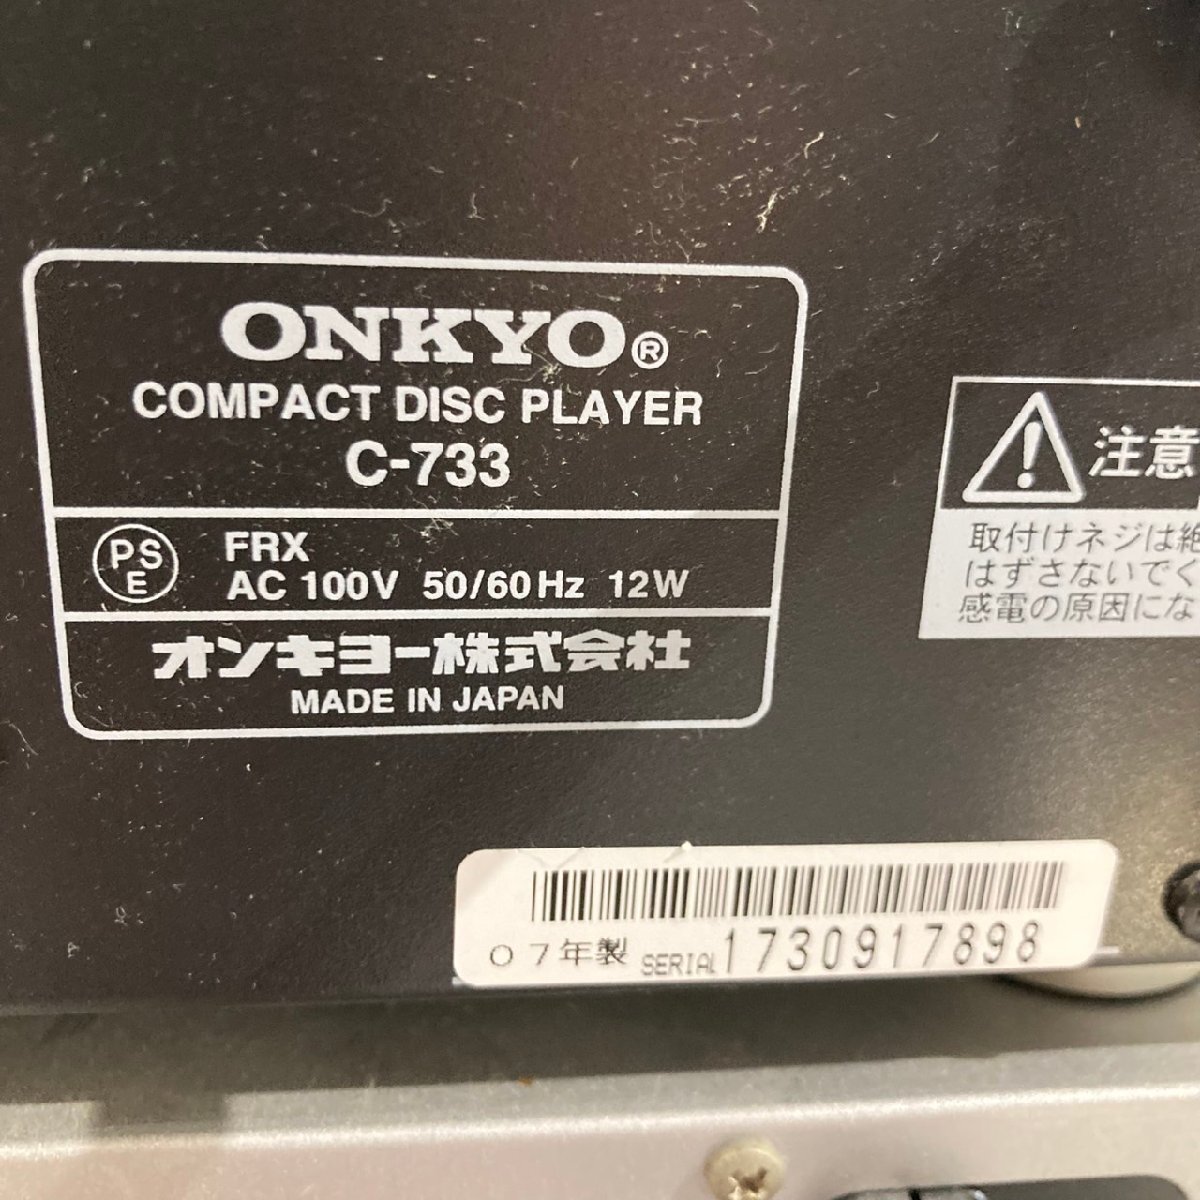 ONKYO®
COMPACT DISC PLAYER
C-733
PSE
FRX
AC 100V 50/60Hz 12W
オンキヨー株式会社
MADE IN JAPAN
注意
取付けネジは絶
はずさないでく
感電の原因にな
07年製 SERIAL 1730917898